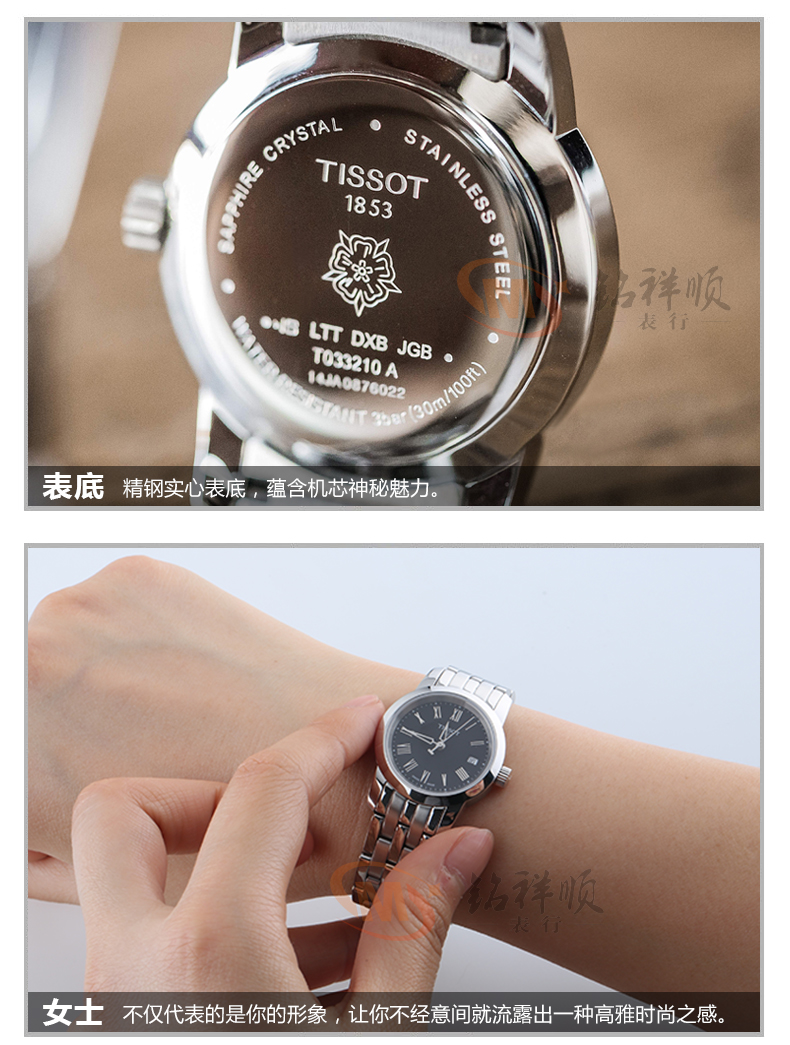 SAPPHIRE CRYSTAL
STAINLESS STEEL
TISSOT
1853
LTT DXB JGB
T033210 A
14JA0876022
WATER-RESISTANT 3bar (30m/100ft)
铭祥顺
表行
表底 精钢实心表底，蕴含机芯神秘魅力。
铭祥顺
表行
女士 不仅代表的是你的形象，让你不经意间就流露出一种高雅时尚之感。